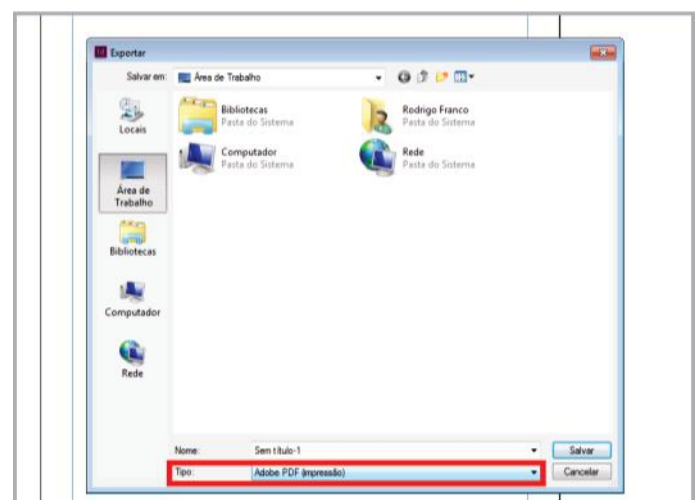 Exportar
Salvar em: Área de Trabalho
Locais
Área de
Trabalho
Bibliotecas
Computador
Rede
Bibliotecas
Pasta do Sistema
Rodrigo Franco
Pasta do Sistema
Computador
Pasta do Sistema
Rede
Pasta do Sistema
Nome: Sem título-1 Salvar
Tipo: Adobe PDF (impressão) Cancelar